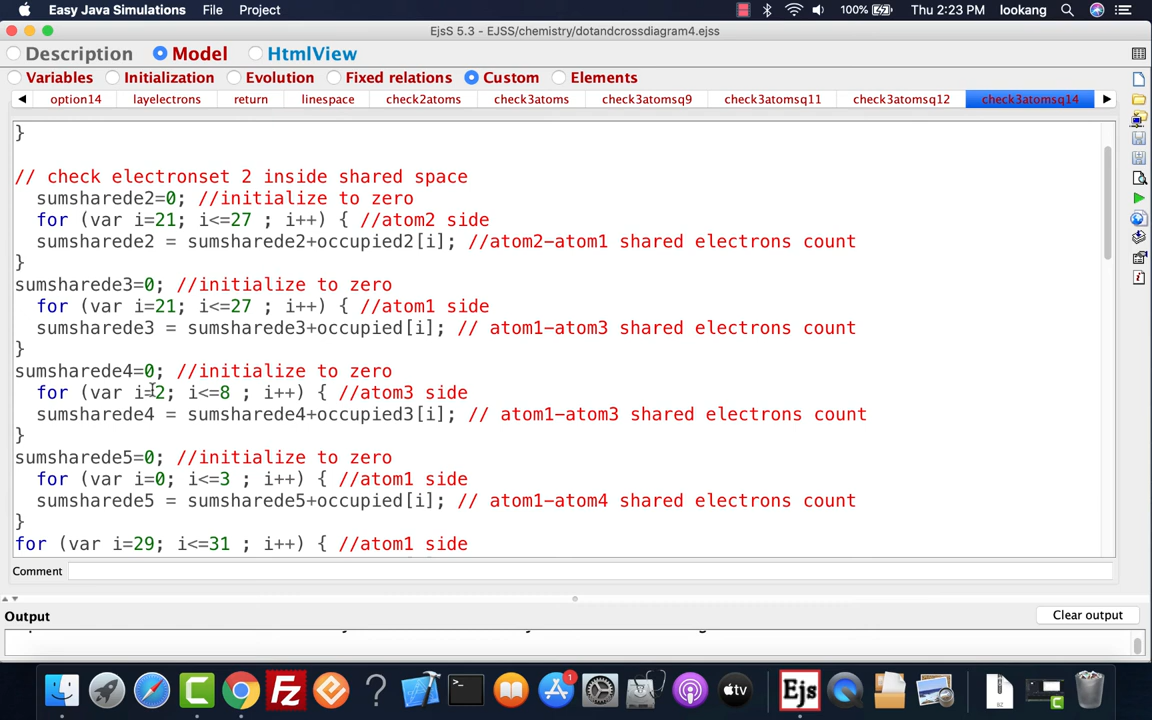 Easy Java Simulations File Project 100% Thu 2:23 PM lookang
EjsS 5.3 - EJSS/chemistry/dotandcrossdiagram4.ejss
Description Model HtmlView
Variables Initialization Evolution Fixed relations Custom Elements
option14 layelectrons return linespace check2atoms check3atoms check3atomsq9 check3atomsq11 check3atomsq12 check3atomsq14
}
// check electronset 2 inside shared space
sumsharede2=0; //initialize to zero
for (var i=21; i<=27 ; i++) { //atom2 side
sumsharede2 = sumsharede2+occupied2[i]; //atom2-atom1 shared electrons count
}
sumsharede3=0; //initialize to zero
for (var i=21; i<=27 ; i++) { //atom1 side
sumsharede3 = sumsharede3+occupied[i]; // atom1-atom3 shared electrons count
}
sumsharede4=0; //initialize to zero
for (var i=2; i<=8 ; i++) { //atom3 side
sumsharede4 = sumsharede4+occupied3[i]; // atom1-atom3 shared electrons count
}
sumsharede5=0; //initialize to zero
for (var i=0; i<=3 ; i++) { //atom1 side
sumsharede5 = sumsharede5+occupied[i]; // atom1-atom4 shared electrons count
}
for (var i=29; i<=31 ; i++) { //atom1 side
Comment
Output
Clear output
1
Ejs
tv